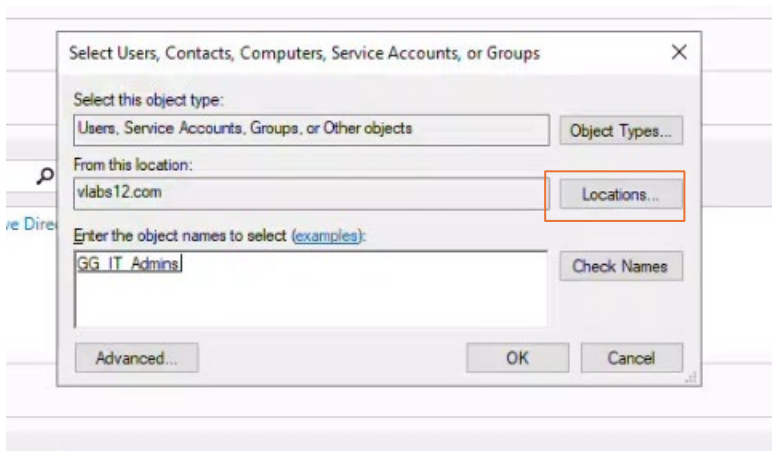 Select Users, Contacts, Computers, Service Accounts, or Groups
Select this object type:
Users, Service Accounts, Groups, or Other objects
Object Types...
From this location:
vlabs12.com
Locations...
ve Dire
Enter the object names to select (examples):
GG_IT_Admins
Check Names
Advanced...
OK
Cancel